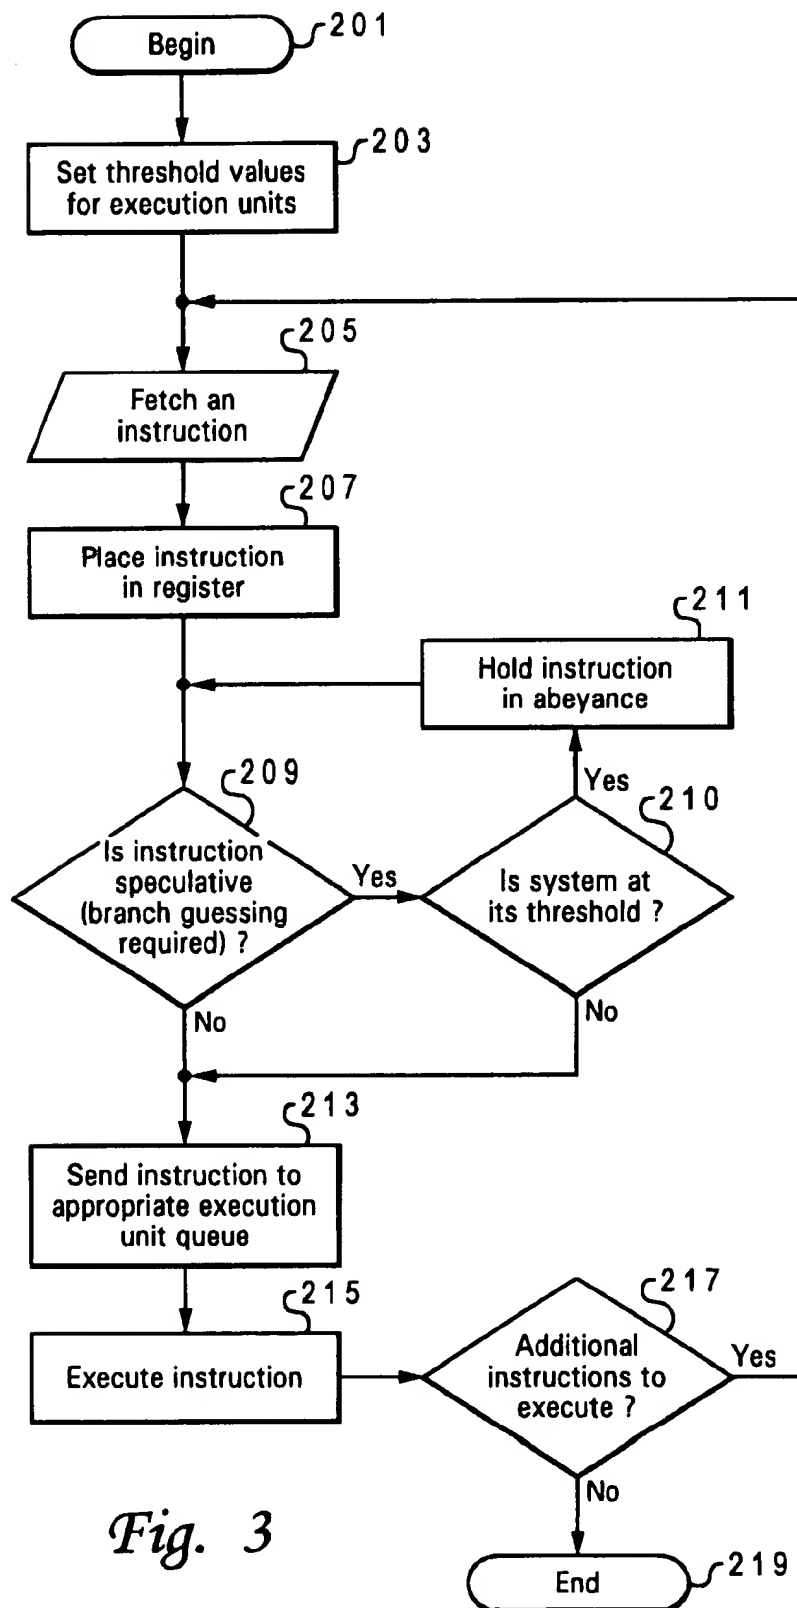 Begin
201
203
Set threshold values
for execution units
205
Fetch an
instruction
207
Place instruction
in register
211
Hold instruction
in abeyance
209
Yes
210
Is instruction
speculative
(branch guessing
required) ?
Yes
Is system at
its threshold ?
No
No
213
Send instruction to
appropriate execution
unit queue
215
Execute instruction
217
Additional
instructions to
execute ?
Yes
No
Fig. 3
End
219